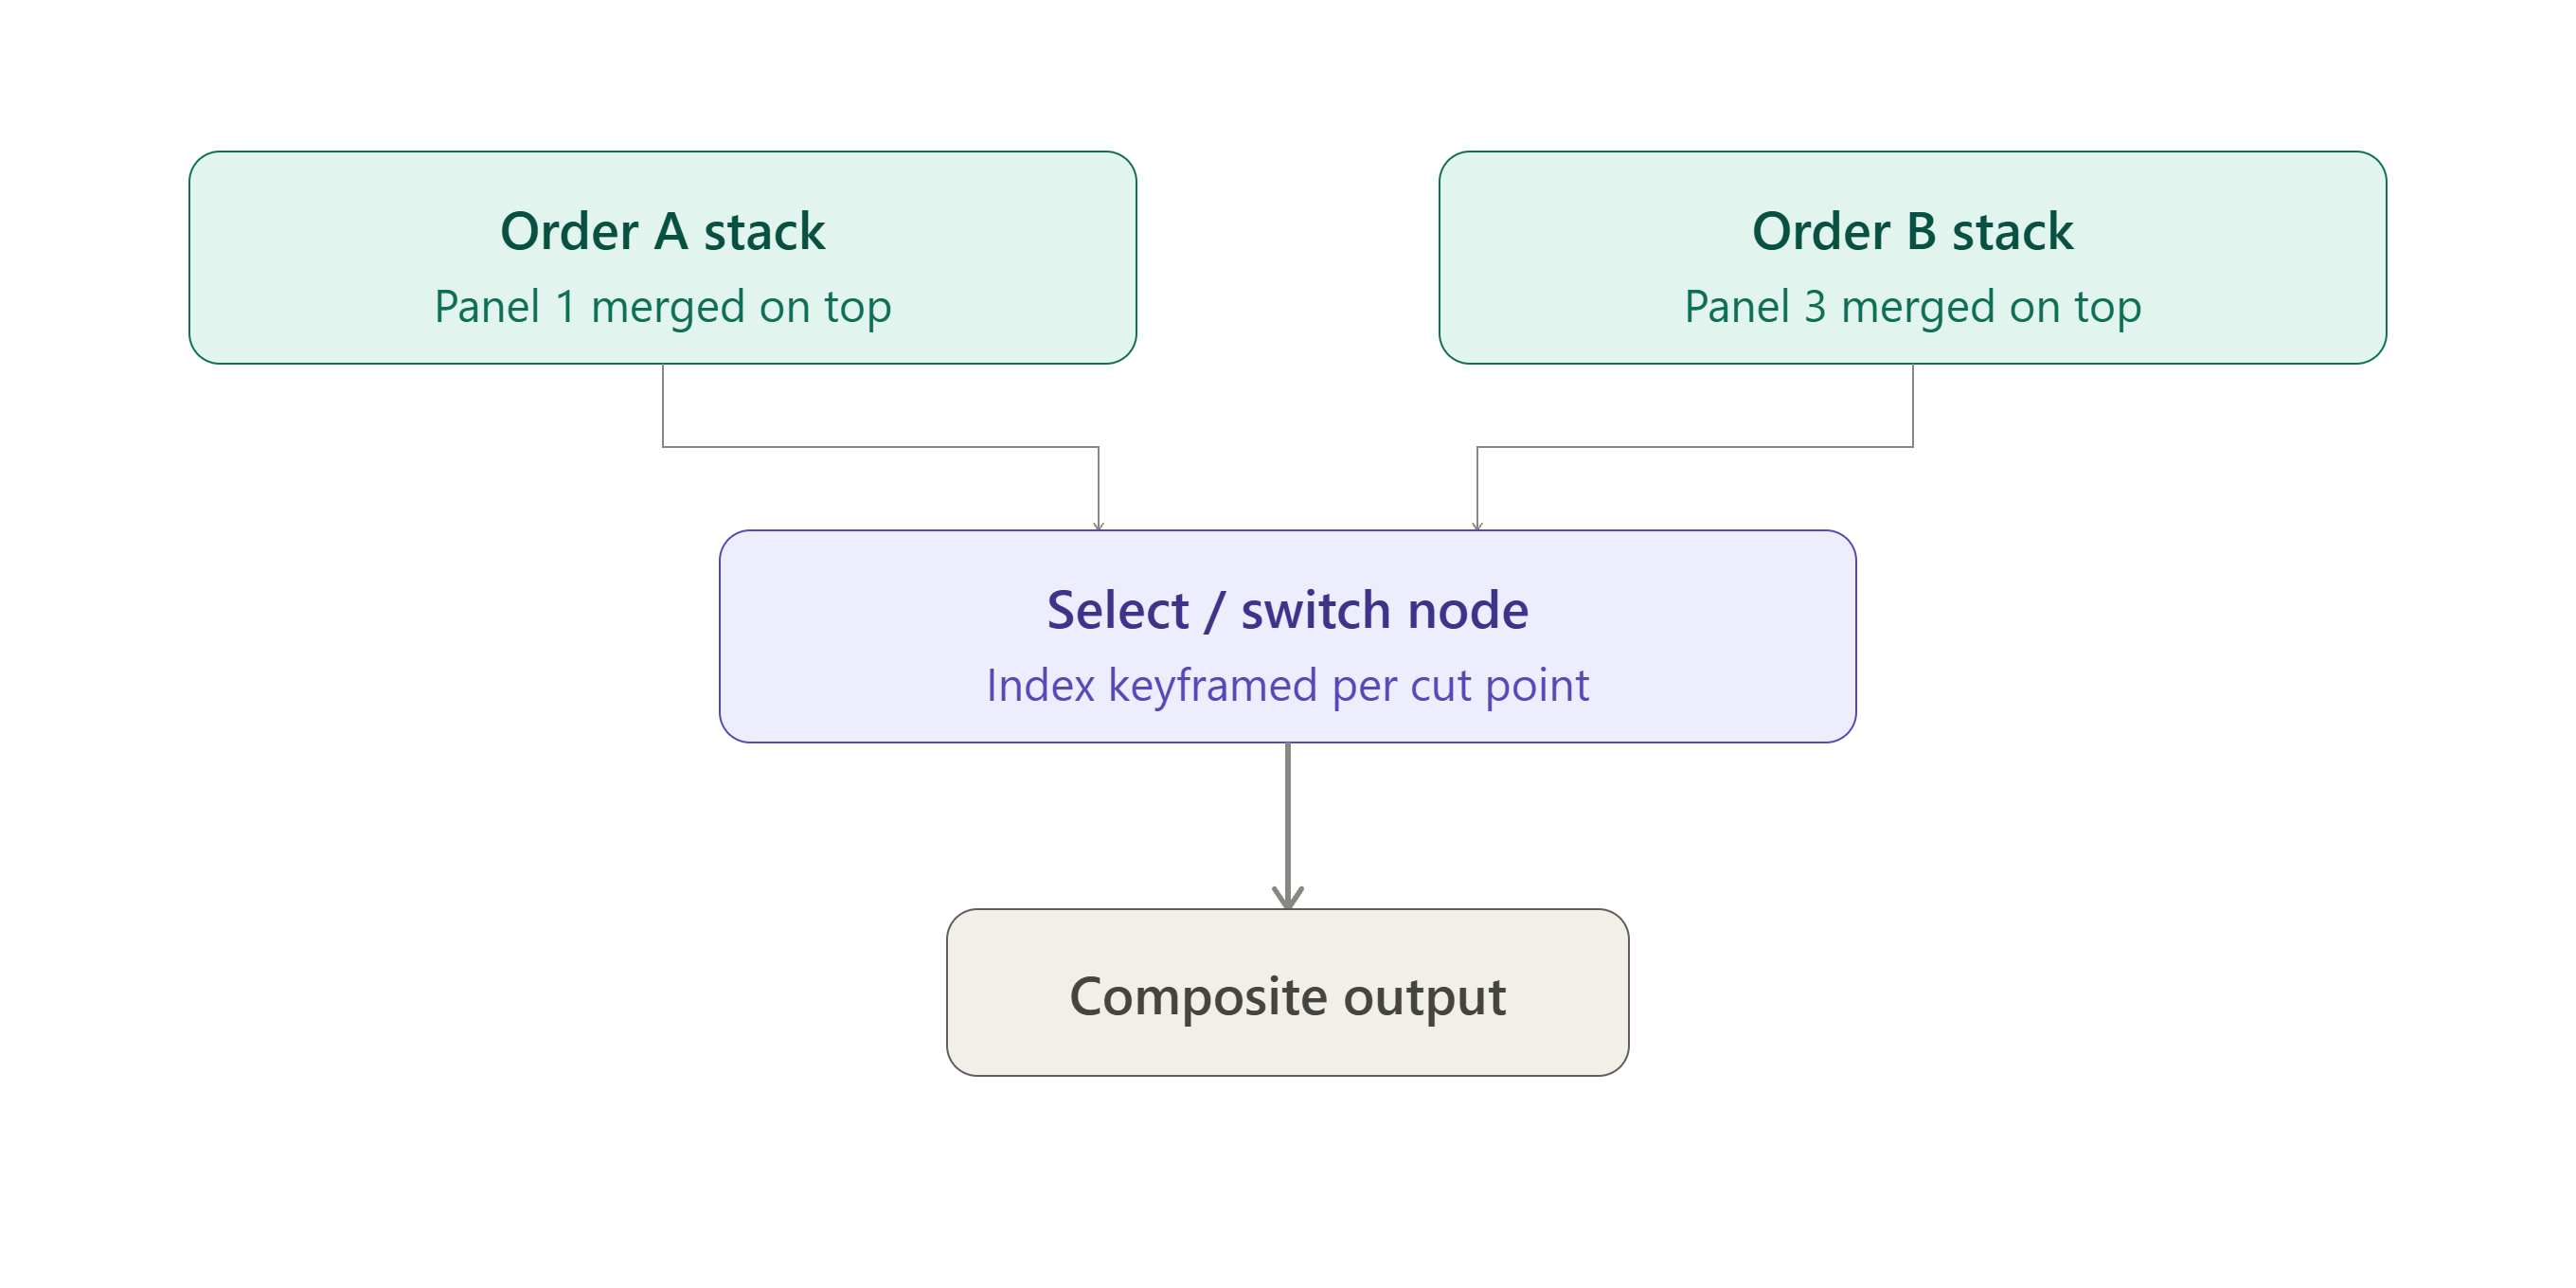 Order A stack
Panel 1 merged on top
Order B stack
Panel 3 merged on top
Select / switch node
Index keyframed per cut point
Composite output